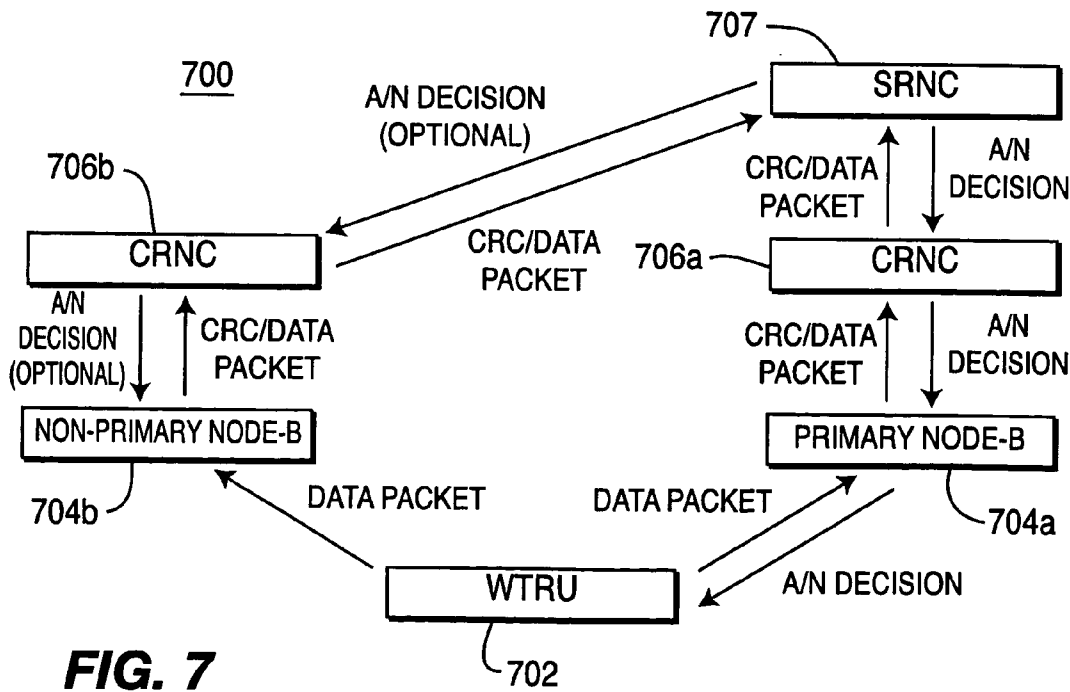 707
700
SRNC
A/N DECISION
(OPTIONAL)
706b
CRC/DATA
PACKET
A/N
DECISION
CRNC
CRC/DATA
PACKET
706a
CRNC
A/N
DECISION
(OPTIONAL)
CRC/DATA
PACKET
CRC/DATA
PACKET
A/N
DECISION
NON-PRIMARY NODE-B
PRIMARY NODE-B
704b
DATA PACKET
DATA PACKET
704a
WTRU
A/N DECISION
702
FIG. 7